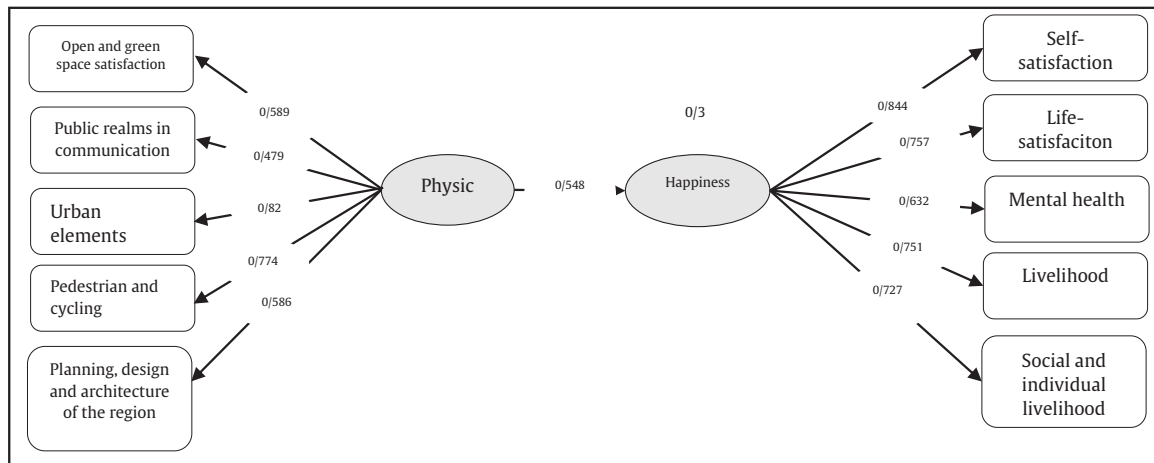 Open and green
space satisfaction
Public realms in
communication
Urban
elements
Pedestrian and
cycling
Planning, design
and architecture
of the region
0/589
0/479
0/82
0/774
0/586
Physic
0/548
0/3
Happiness
0/844
0/757
0/632
0/751
0/727
Self-
satisfaction
Life-
satisfaciton
Mental health
Livelihood
Social and
individual
livelihood